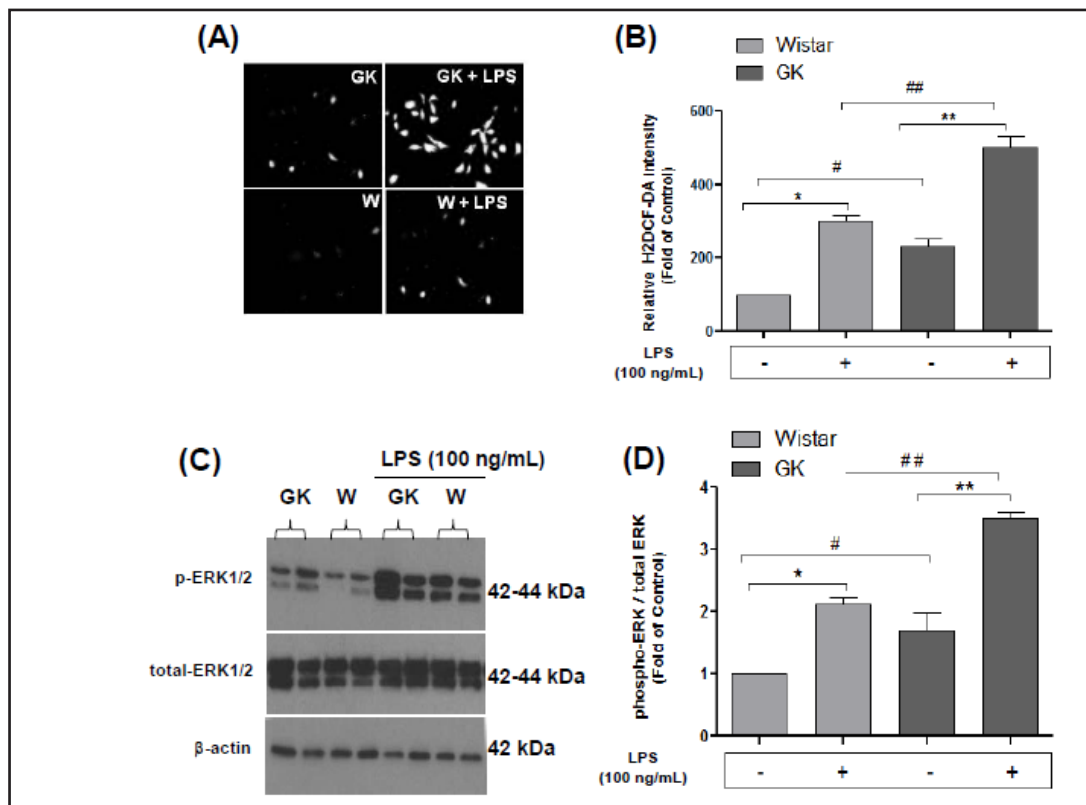 (A)
GK
GK + LPS
W
W + LPS
(B)
Wistar
GK
##
**
#
*
600
400
200
0
Relative H2DCF-DA Intensity
(Fold of Control)
LPS
(100 ng/mL)
- + - +
(C)
LPS (100 ng/mL)
GK W GK W
p-ERK1/2
42-44 kDa
total-ERK1/2
42-44 kDa
β-actin
42 kDa
(D)
Wistar
GK
##
**
#
*
4
3
2
1
0
phospho-ERK / total ERK
(Fold of Control)
LPS
(100 ng/mL)
- + - +